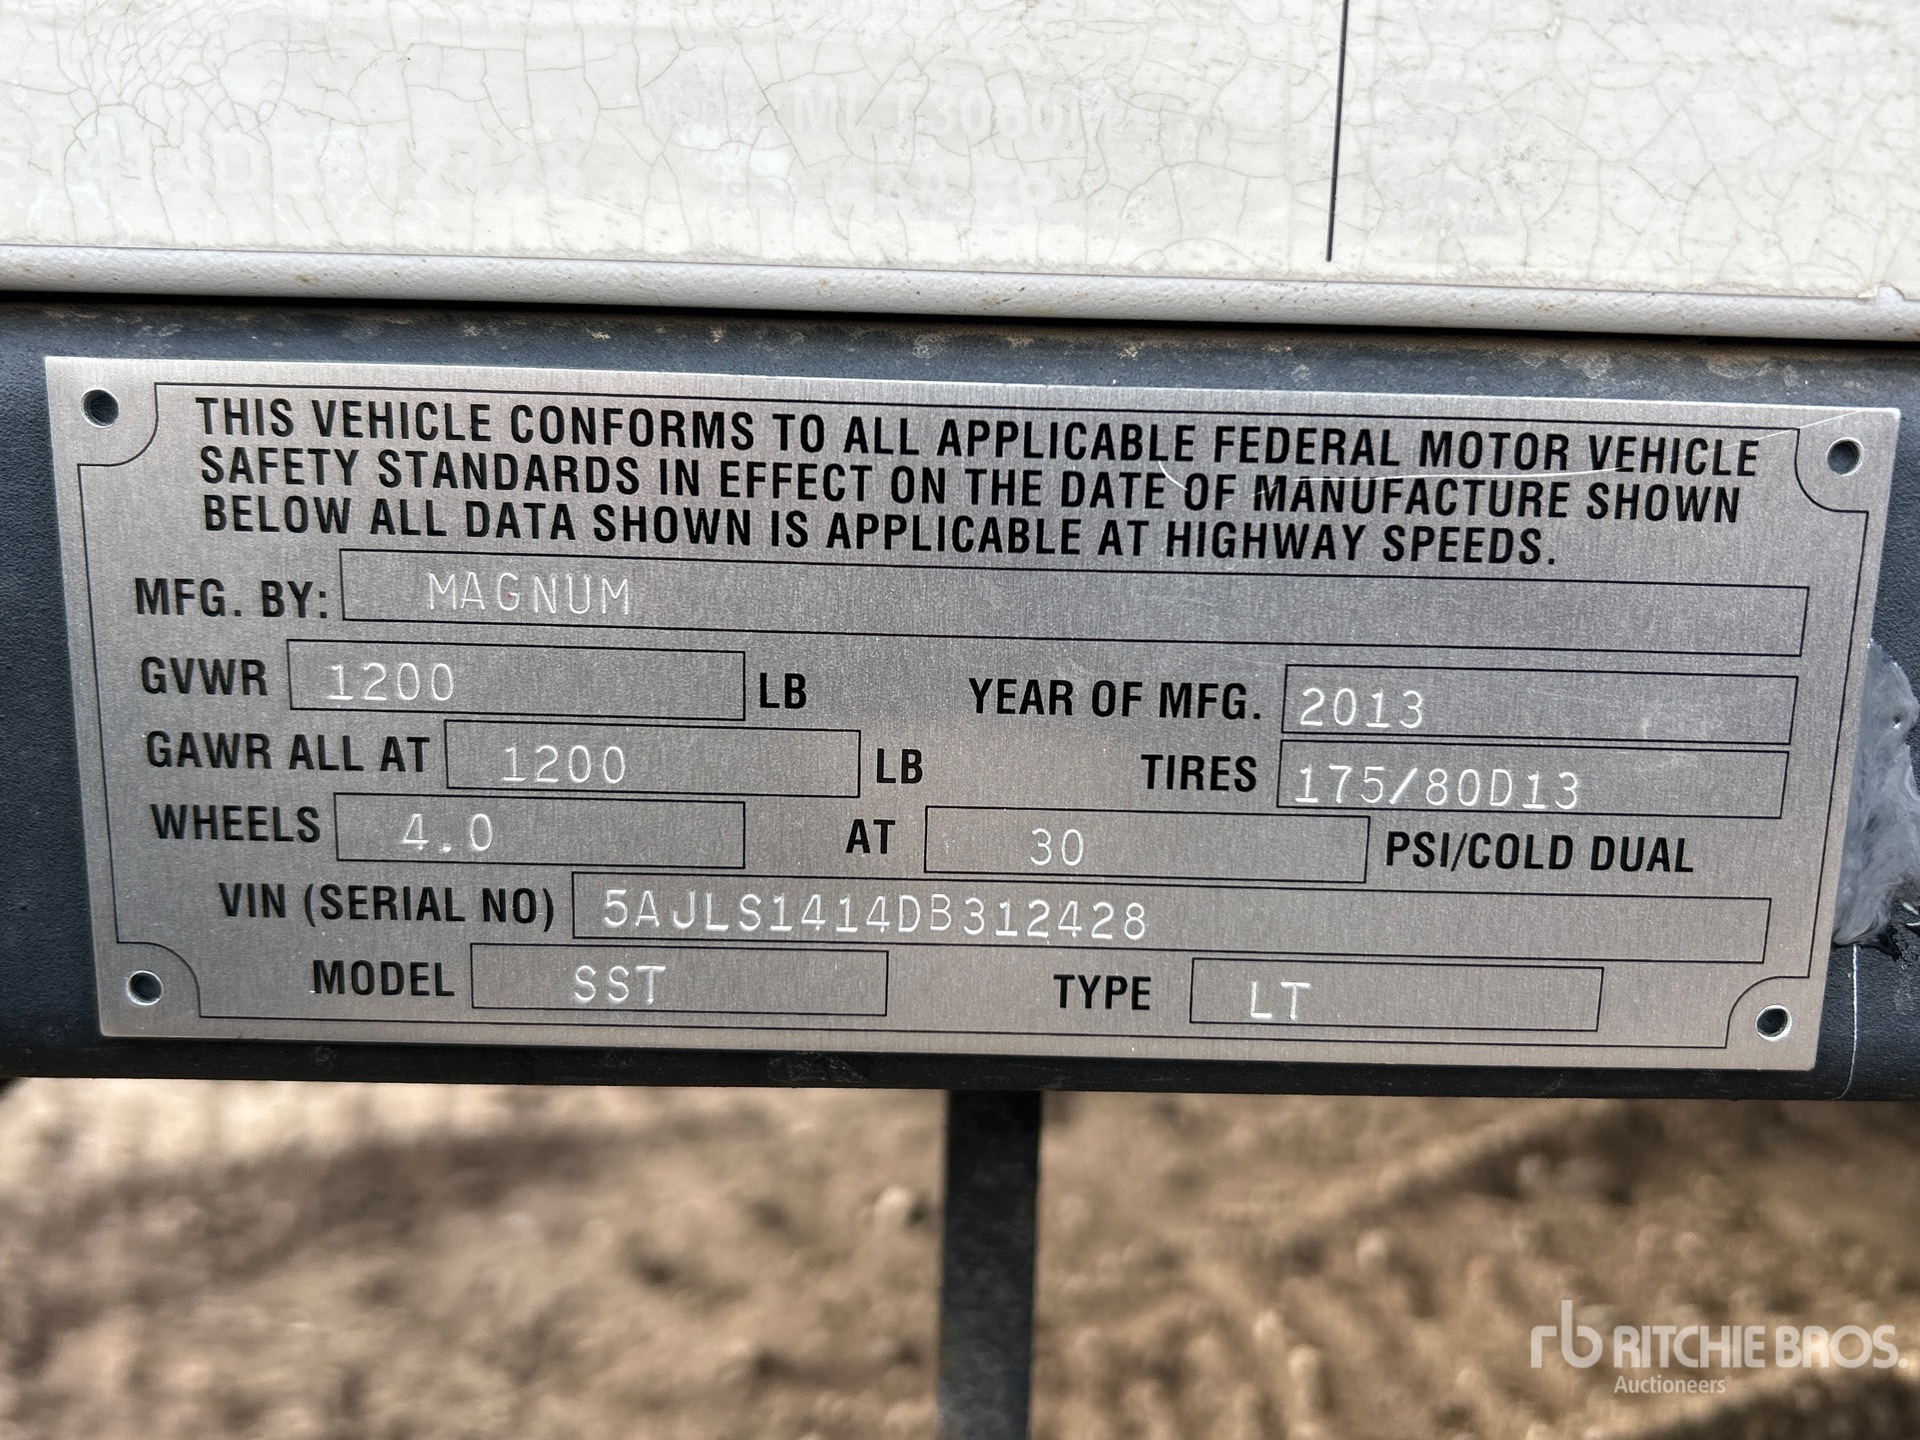 THIS VEHICLE CONFORMS TO ALL APPLICABLE FEDERAL MOTOR VEHICLE
SAFETY STANDARDS IN EFFECT ON THE DATE OF MANUFACTURE SHOWN
BELOW ALL DATA SHOWN IS APPLICABLE AT HIGHWAY SPEEDS.
MFG. BY: MAGNUM
GVWR 1200 LB YEAR OF MFG. 2013
GAWR ALL AT 1200 LB TIRES 175/80D13
WHEELS 4.0 AT 30 PSI/COLD DUAL
VIN (SERIAL NO) 5AJLS1414DB312428
MODEL SST TYPE LT
rb RITCHIE BROS.
Auctioneers